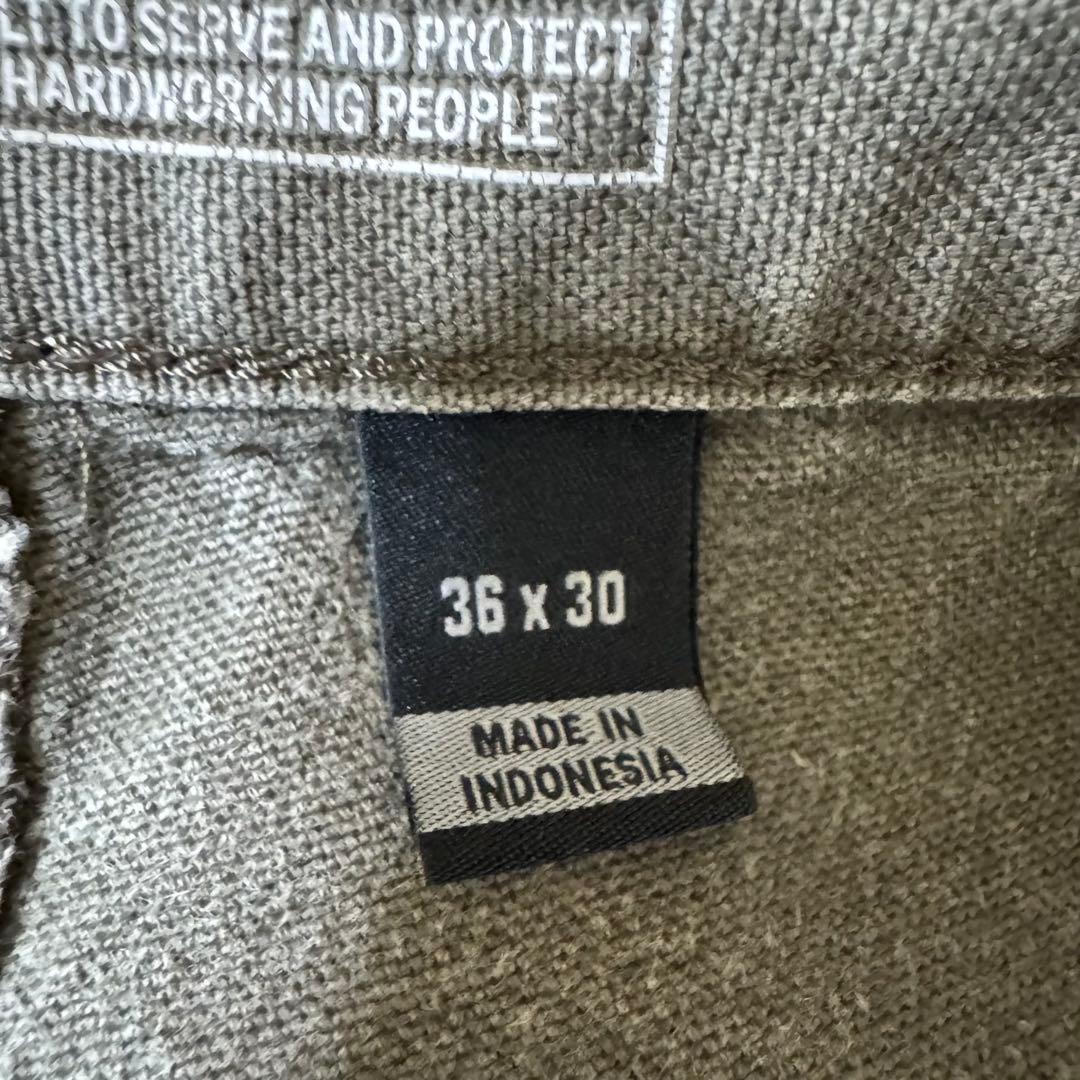 TO SERVE AND PROTECT
HARDWORKING PEOPLE
36 x 30
MADE IN
INDONESIA